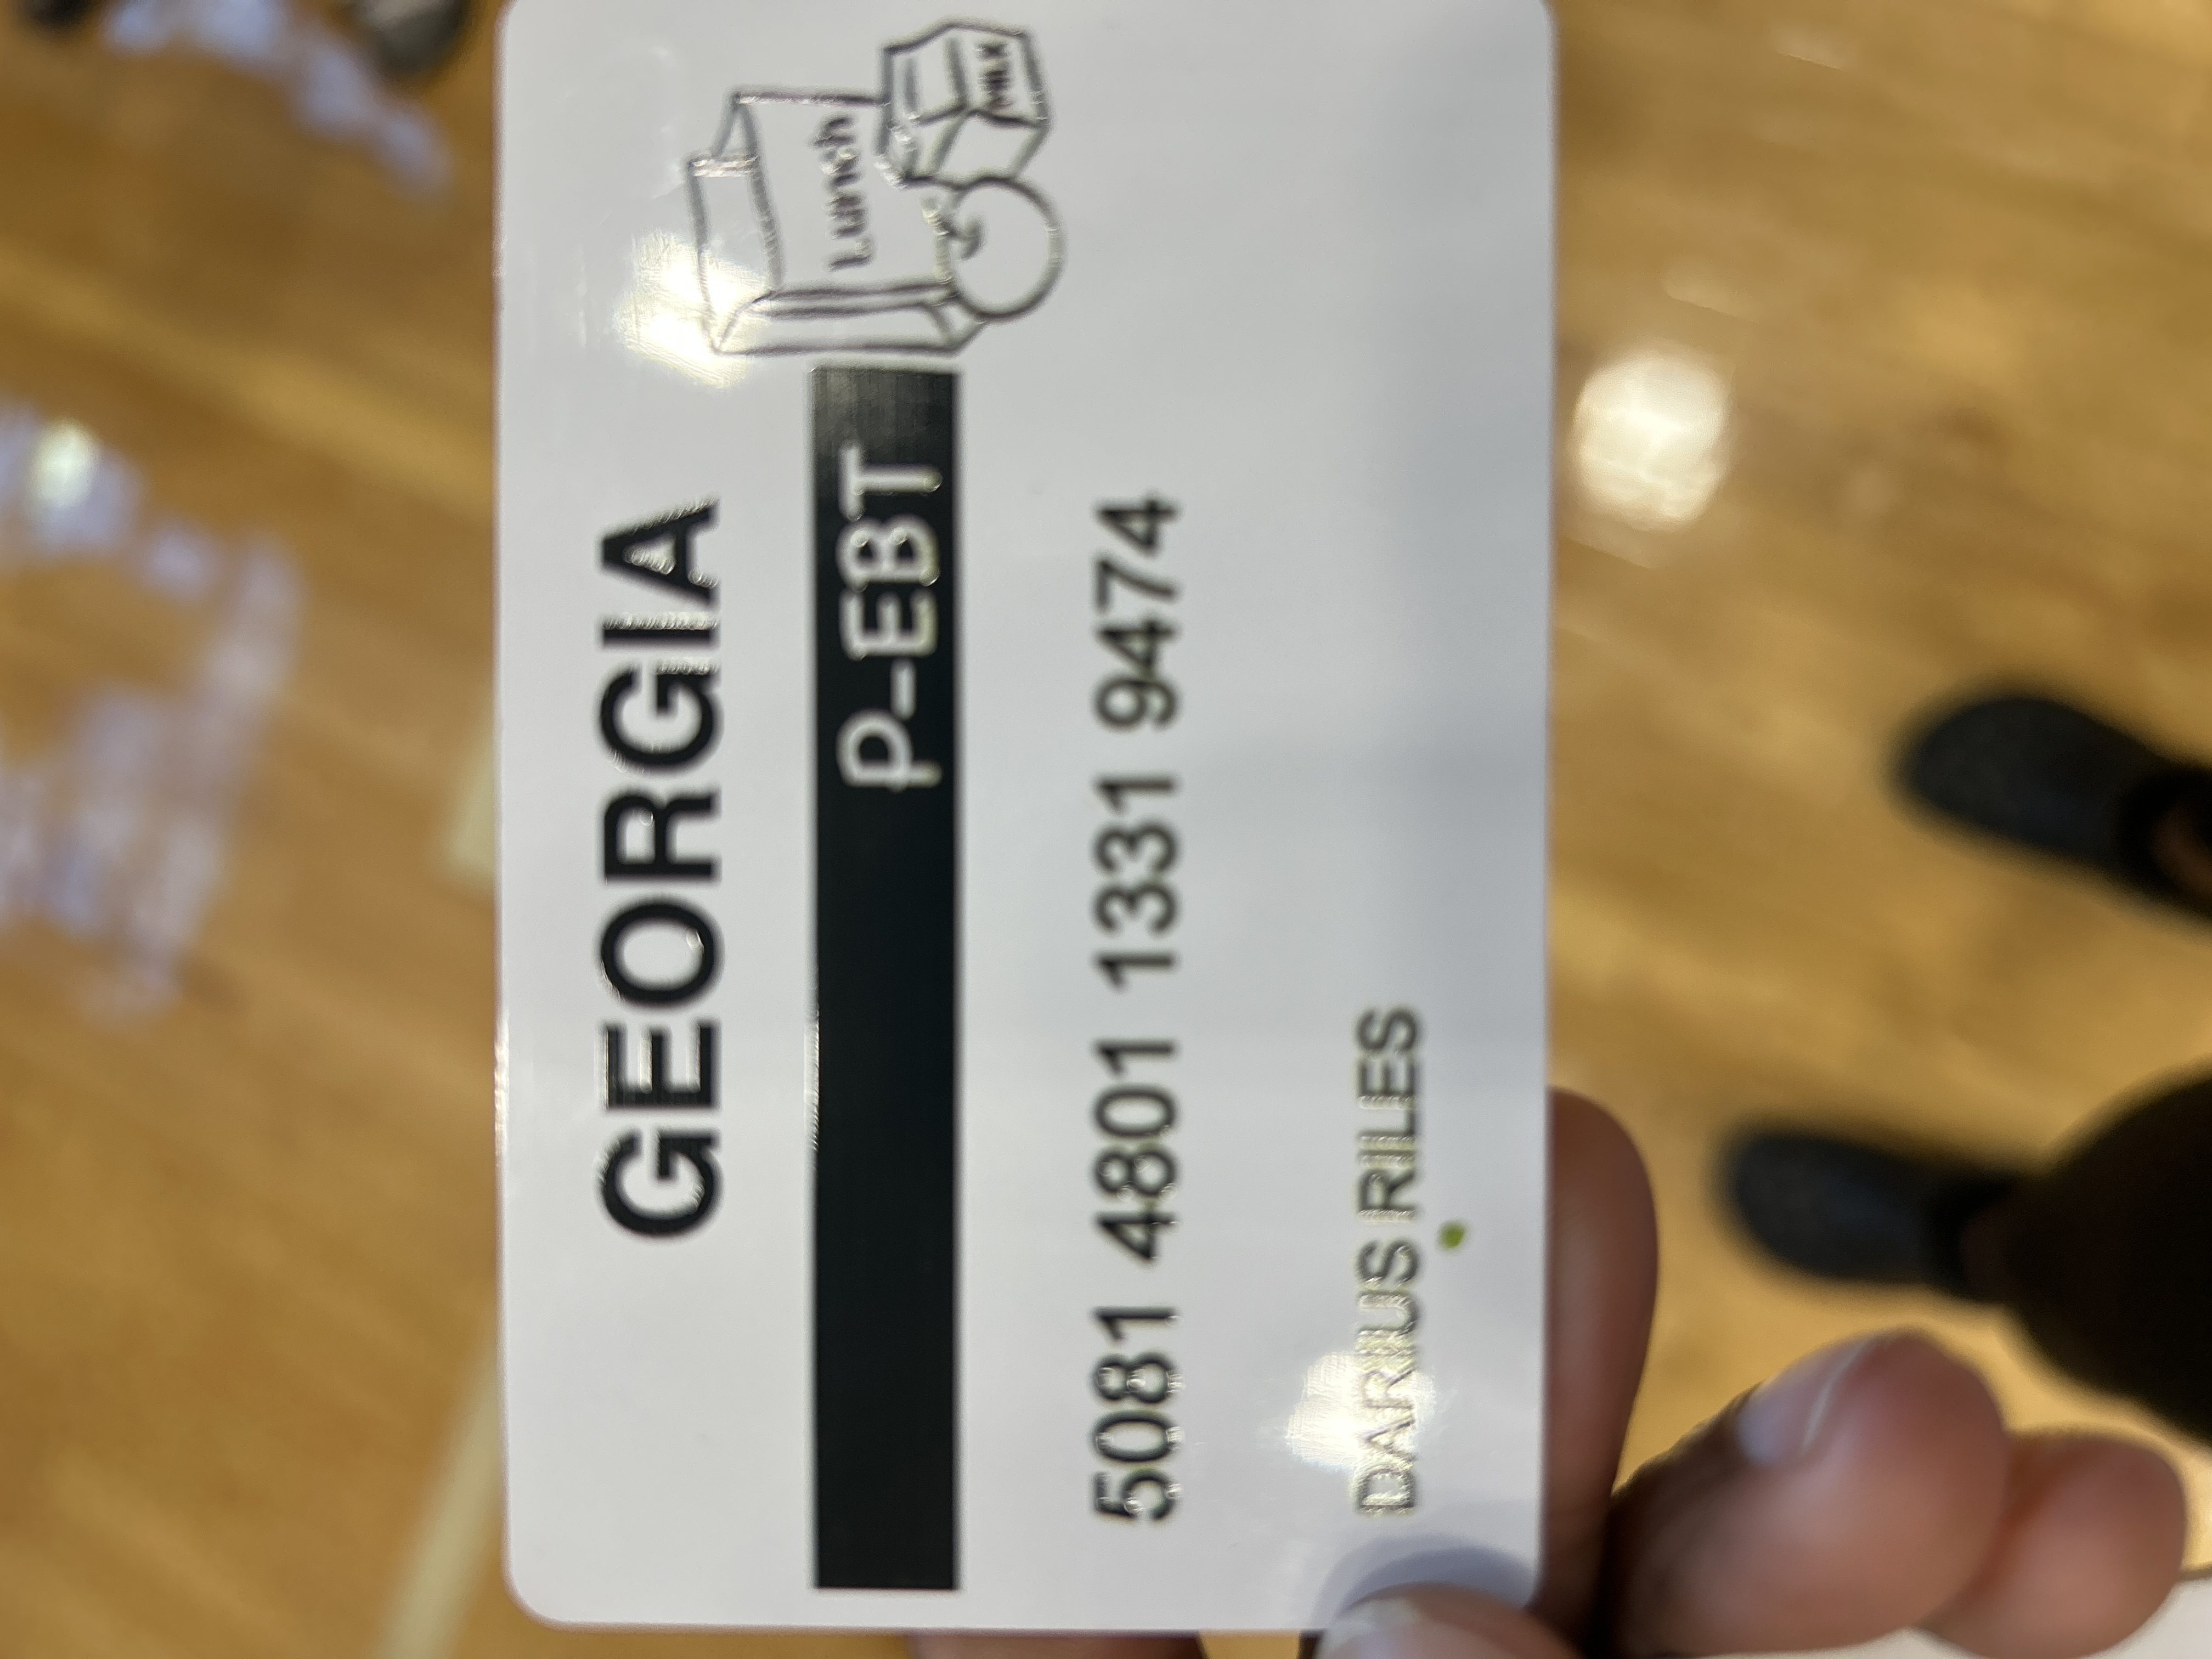 GEORGIA
Lunch
MILK
P-EBT
5081 4801 1331 9474
DARIUS RILES